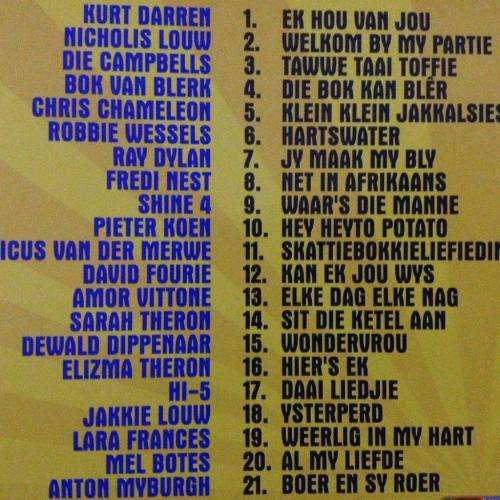 KURT DARREN 1. EK HOU VAN JOU
NICHOLIS LOUW 2. WELKOM BY MY PARTIE
DIE CAMPBELLS 3. TAWWE TAAI TOFFIE
BOK VAN BLERK 4. DIE BOK KAN BLÊR
CHRIS CHAMELEON 5. KLEIN KLEIN JAKKALSIES
ROBBIE WESSELS 6. HARTSWATER
RAY DYLAN 7. JY MAAK MY BLY
FREDI NEST 8. NET IN AFRIKAANS
SHINE 4 9. WAAR'S DIE MANNE
PIETER KOEN 10. HEY HEYTO POTATO
ICUS VAN DER MERWE 11. SKATTIEBOKKIELIEFIEDIN
DAVID FOURIE 12. KAN EK JOU WYS
AMOR VITTONE 13. ELKE DAG ELKE NAG
SARAH THERON 14. SIT DIE KETEL AAN
DEWALD DIPPENAAR 15. WONDERVROU
ELIZMA THERON 16. HIER'S EK
HI-5 17. DAAI LIEDJIE
JAKKIE LOUW 18. YSTERPERD
LARA FRANCES 19. WEERLIG IN MY HART
MEL BOTES 20. AL MY LIEFDE
ANTON MYBURGH 21. BOER EN SY ROER